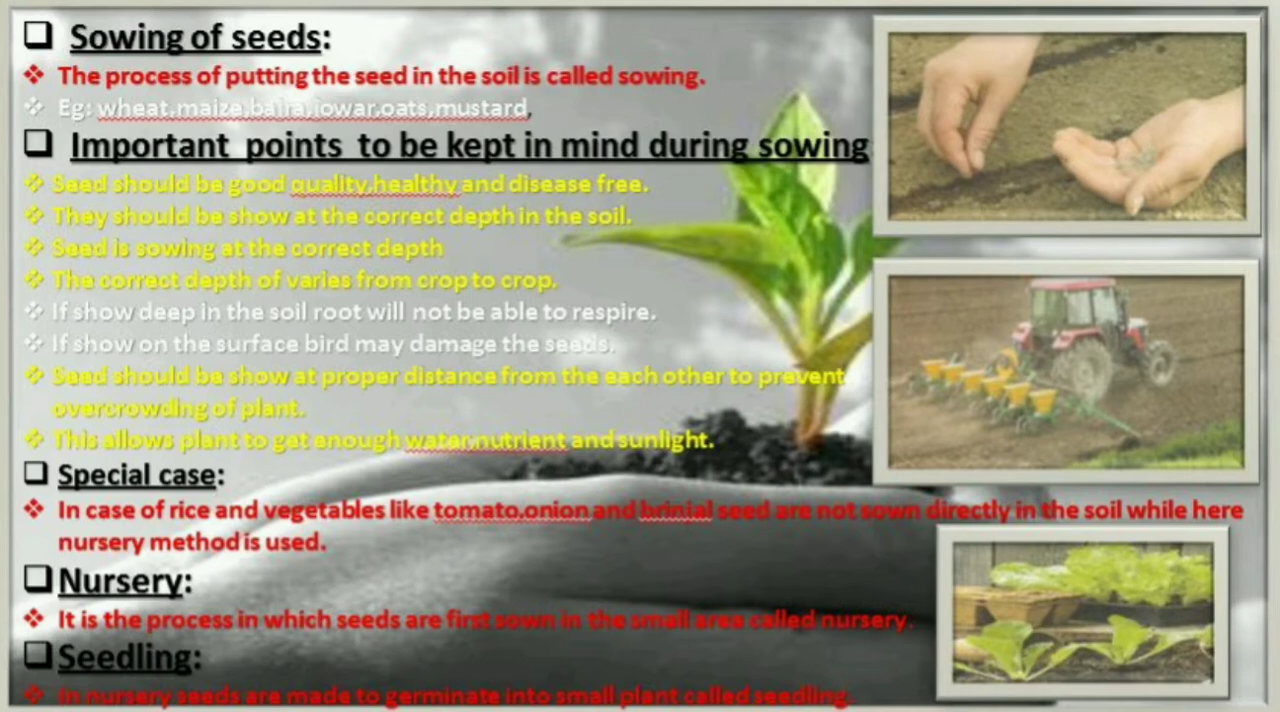 Sowing of seeds:
The process of putting the seed in the soil is called sowing.
Eg: wheat,maize,bajra,jowar,oats,mustard,
Important points to be kept in mind during sowing
Seed should be good quality,healthy and disease free.
They should be show at the correct depth in the soil.
Seed is sowing at the correct depth
The correct depth of varies from crop to crop.
If show deep in the soil root will not be able to respire.
If show on the surface bird may damage the seeds.
Seed should be show at proper distance from the each other to prevent
overcrowding of plant.
This allows plant to get enough water,nutrient and sunlight.
Special case:
In case of rice and vegetables like tomato,onion and brinjal seed are not sown directly in the soil while here
nursery method is used.
Nursery:
It is the process in which seeds are first sown in the small area called nursery.
Seedling:
In nursery seeds are made to germinate into small plant called seedling.